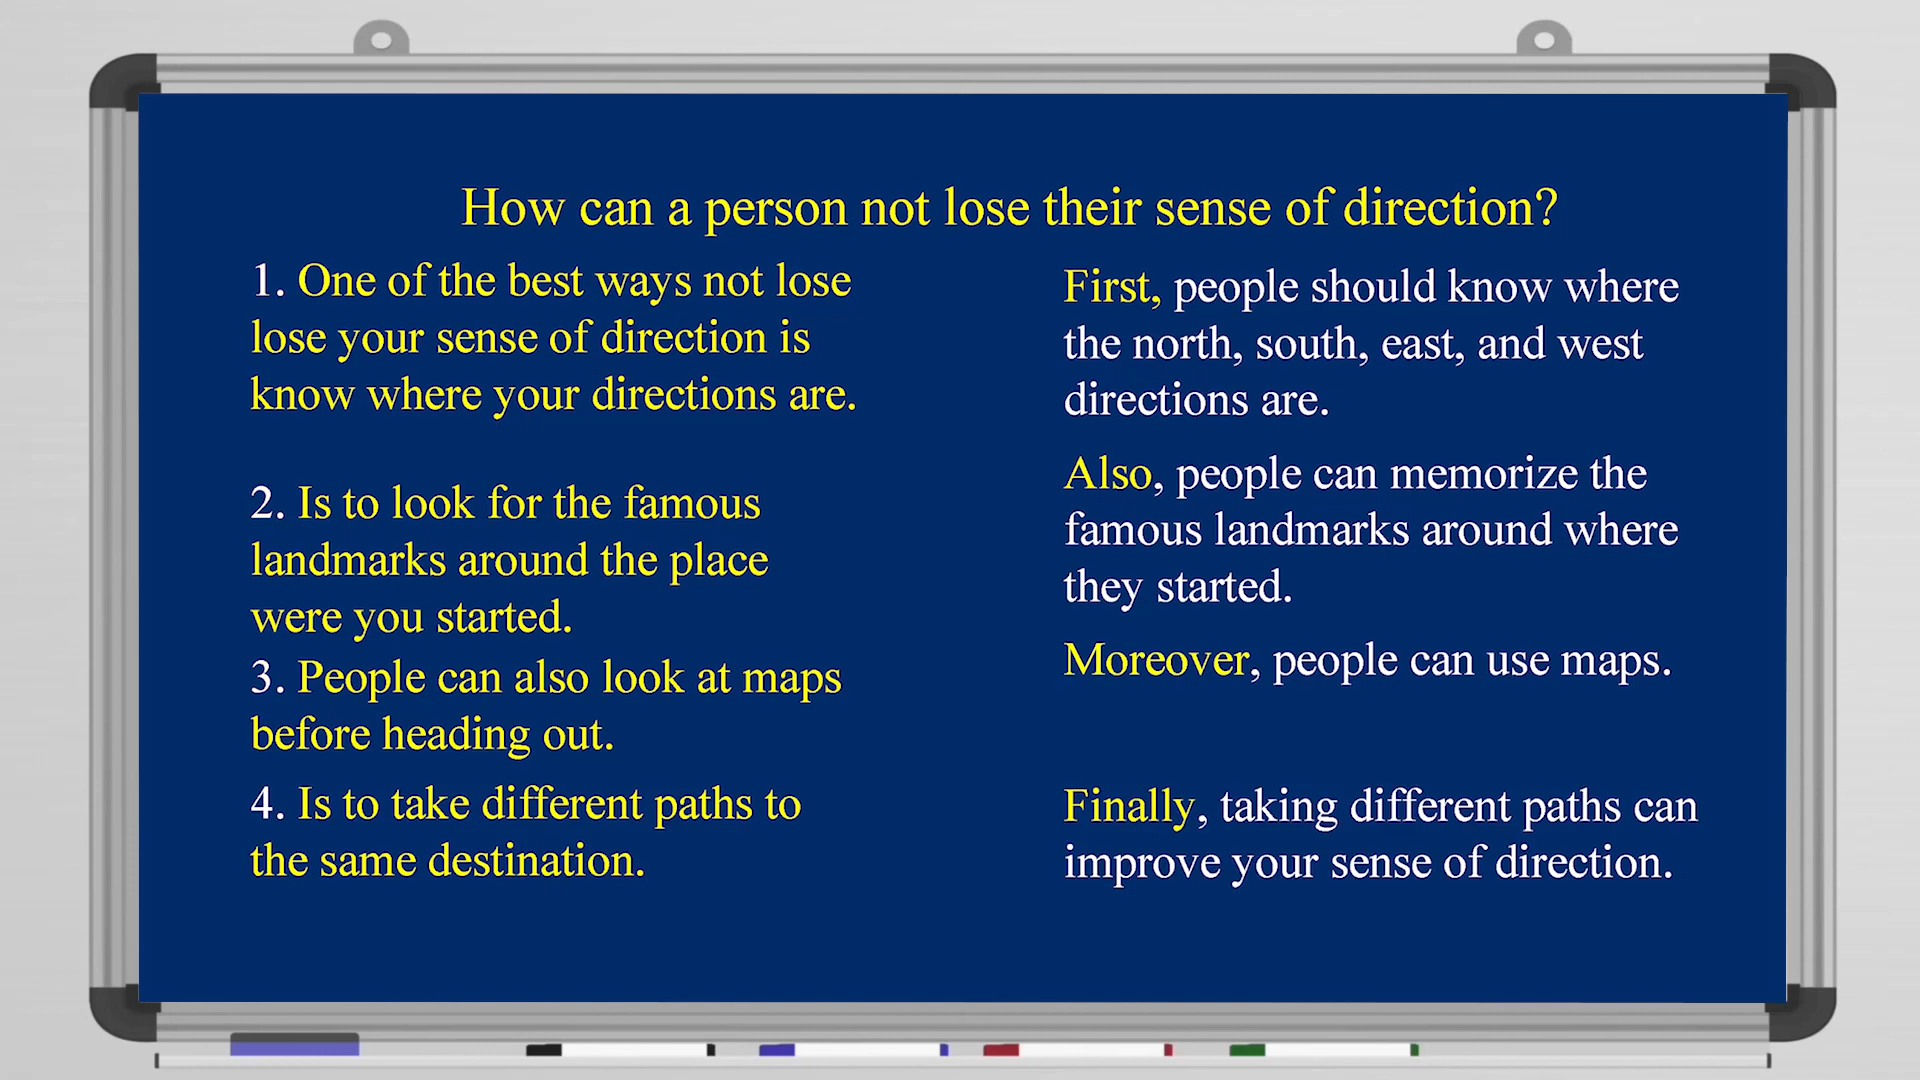 How can a person not lose their sense of direction?
1. One of the best ways not lose
lose your sense of direction is
know where your directions are.
2. Is to look for the famous
landmarks around the place
were you started.
3. People can also look at maps
before heading out.
4. Is to take different paths to
the same destination.
First, people should know where
the north, south, east, and west
directions are.
Also, people can memorize the
famous landmarks around where
they started.
Moreover, people can use maps.
Finally, taking different paths can
improve your sense of direction.